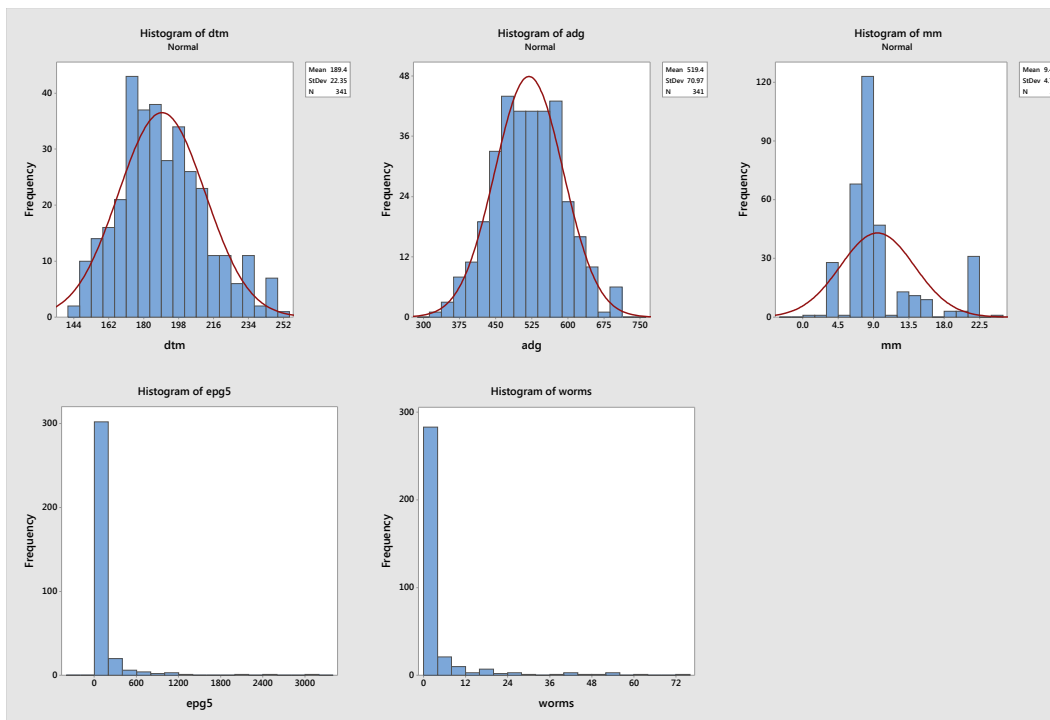 Histogram of dtm
Normal
Mean 189.4
StDev 22.35
N 341
40
30
20
10
0
Frequency
144 162 180 198 216 234 252
dtm
Histogram of adg
Normal
Mean 519.4
StDev 70.97
N 341
48
36
24
12
0
Frequency
300 375 450 525 600 675 750
adg
Histogram of mm
Normal
Mean 9.
StDev 4.
N
120
90
60
30
0
Frequency
0.0 4.5 9.0 13.5 18.0 22.5
mm
Histogram of epg5
300
200
100
0
Frequency
0 600 1200 1800 2400 3000
epg5
Histogram of worms
300
200
100
0
Frequency
0 12 24 36 48 60 72
worms